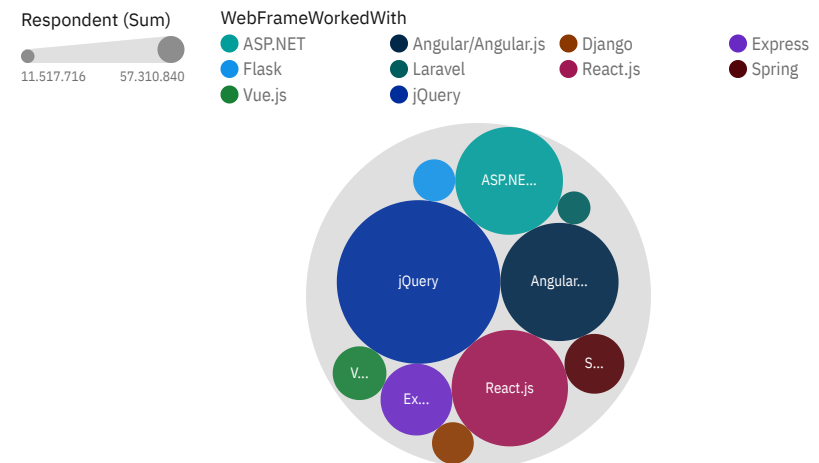 Respondent (Sum)
11.517.716 57.310.840
WebFrameWorkedWith
ASP.NET Angular/Angular.js Django Express
Flask Laravel React.js Spring
Vue.js jQuery
ASP.NE...
jQuery
Angular...
V...
Ex...
React.js
S...